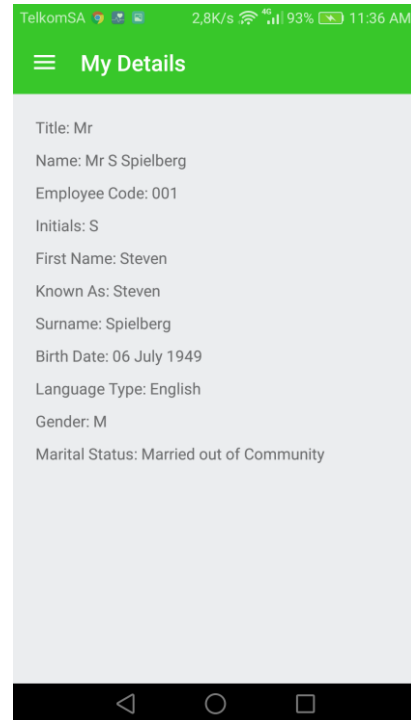 TelkomSA 2,8K/s 4G 93% 11:36 AM
My Details
Title: Mr
Name: Mr S Spielberg
Employee Code: 001
Initials: S
First Name: Steven
Known As: Steven
Surname: Spielberg
Birth Date: 06 July 1949
Language Type: English
Gender: M
Marital Status: Married out of Community